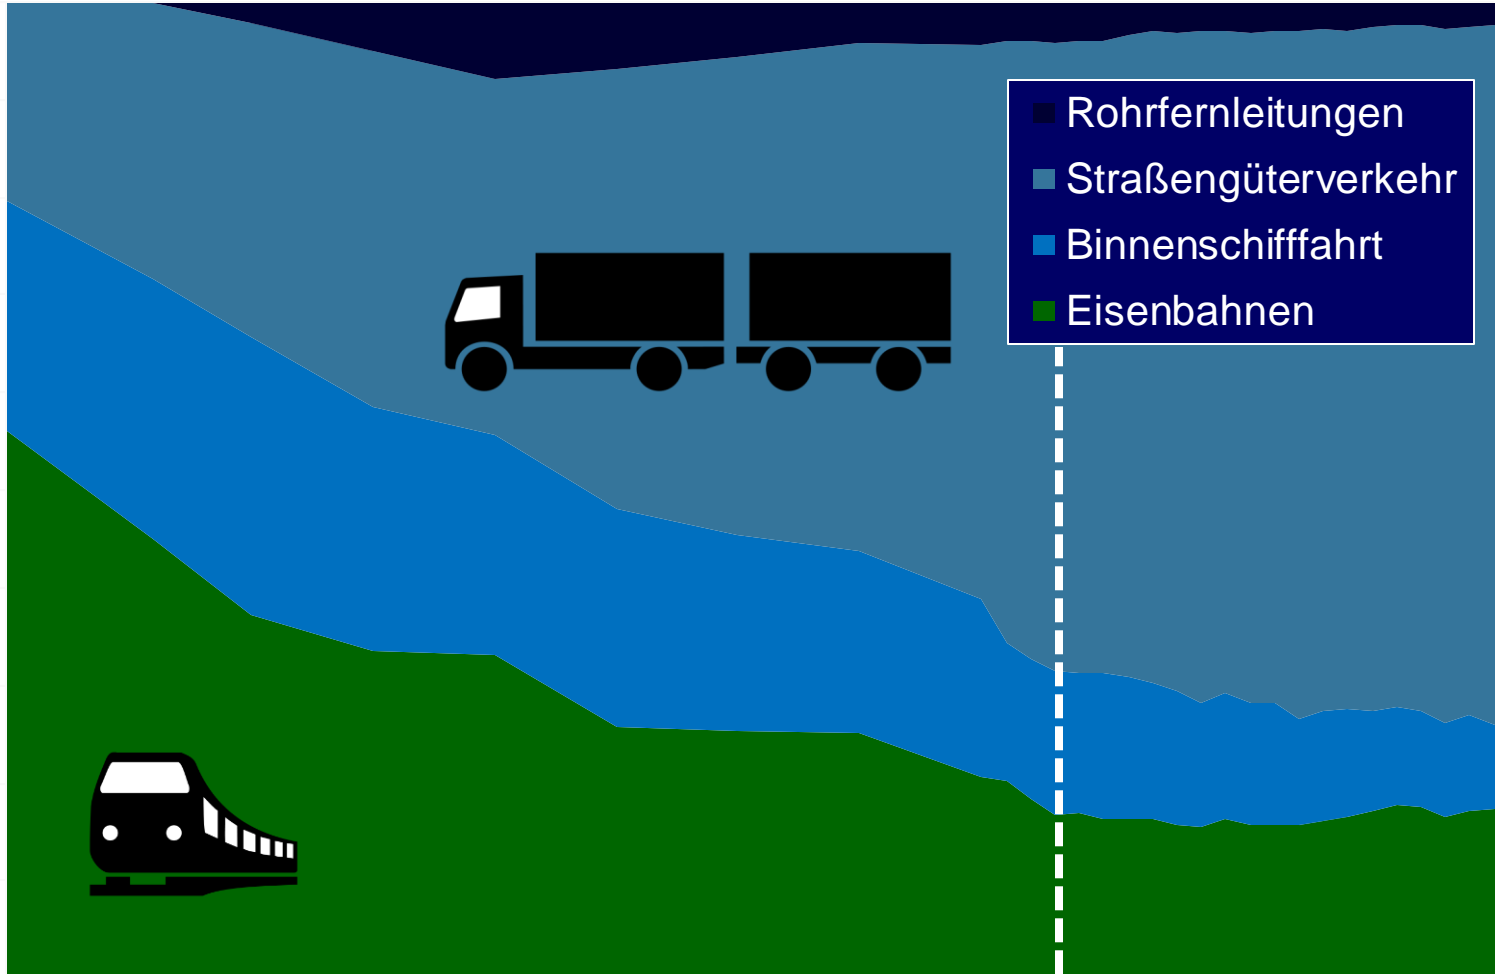 Rohrfernleitungen
Straßengüterverkehr
Binnenschifffahrt
Eisenbahnen